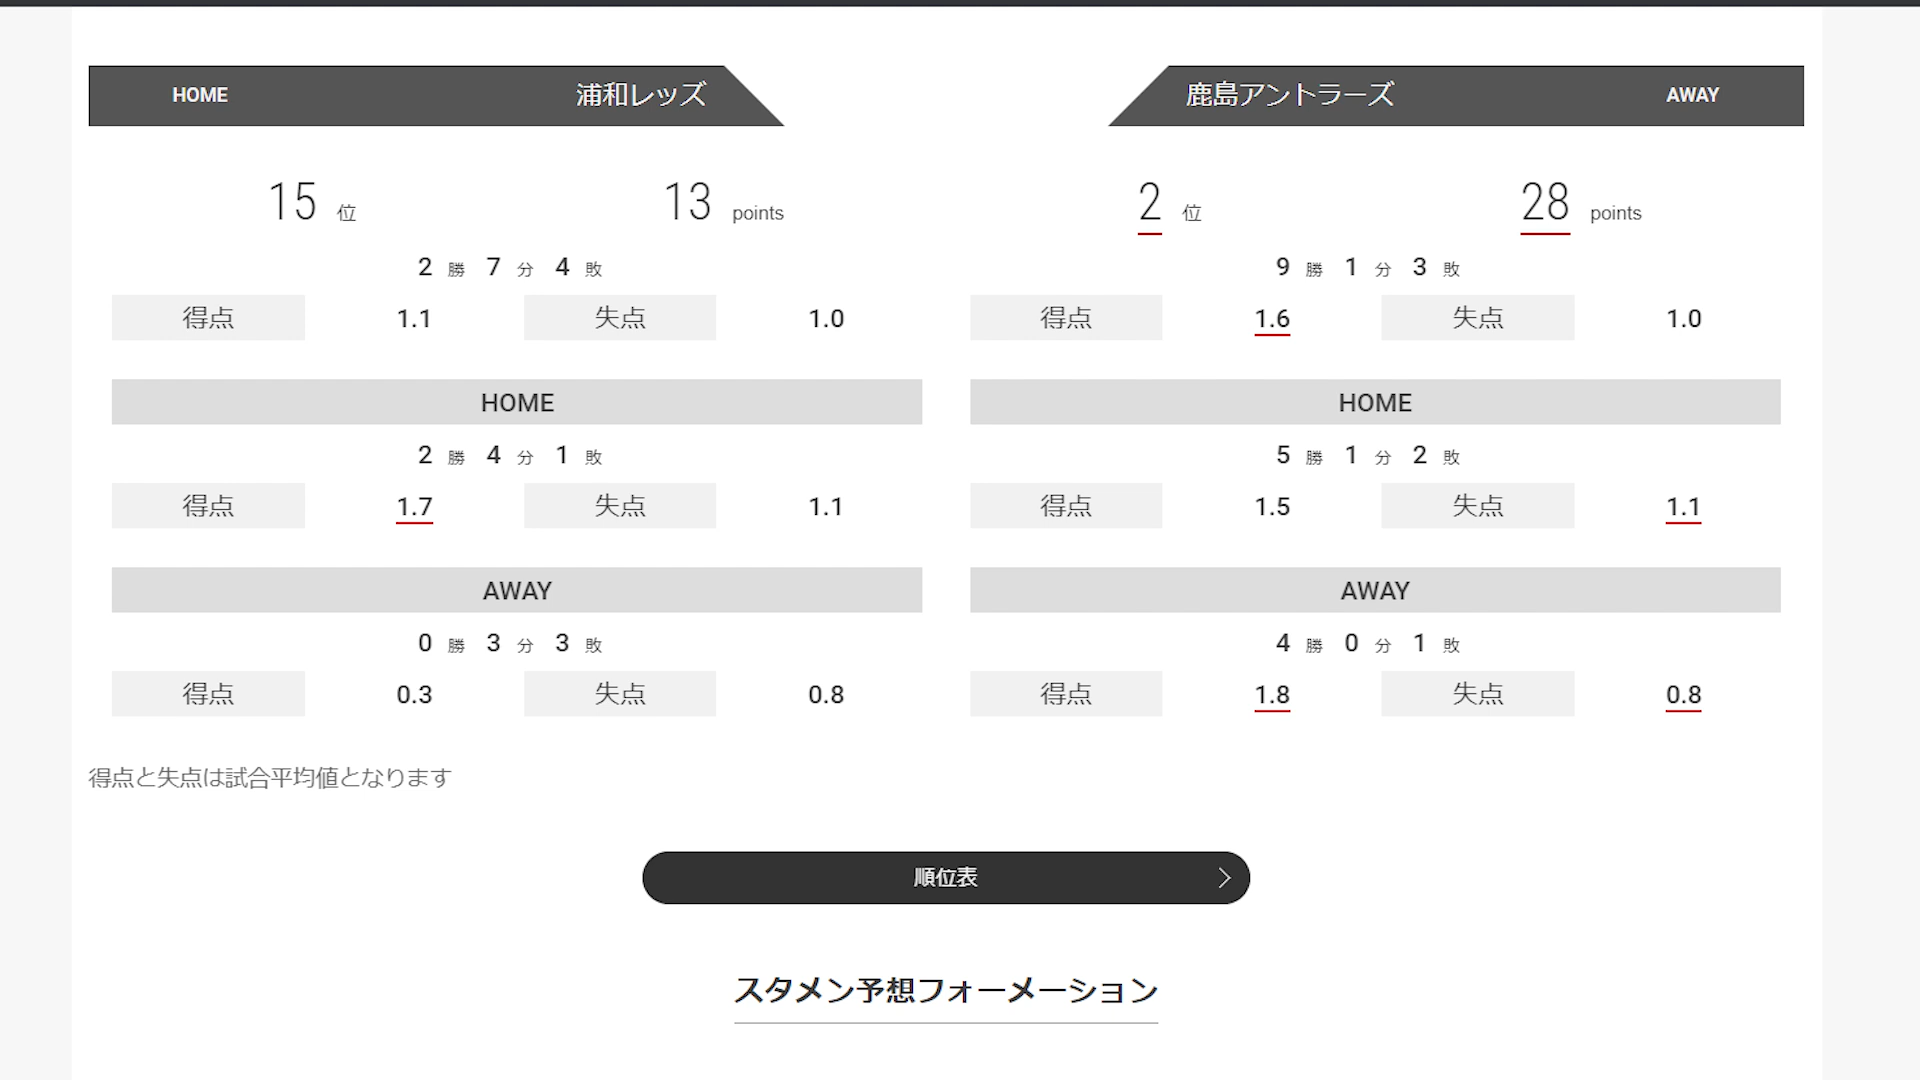 HOME 浦和レッズ
鹿島アントラーズ AWAY
15 位 13 points
2 勝 7 分 4 敗
得点 1.1 失点 1.0
HOME
2 勝 4 分 1 敗
得点 1.7 失点 1.1
AWAY
0 勝 3 分 3 敗
得点 0.3 失点 0.8
2 位 28 points
9 勝 1 分 3 敗
得点 1.6 失点 1.0
HOME
5 勝 1 分 2 敗
得点 1.5 失点 1.1
AWAY
4 勝 0 分 1 敗
得点 1.8 失点 0.8
得点と失点は試合平均値となります
順位表
スタメン予想フォーメーション